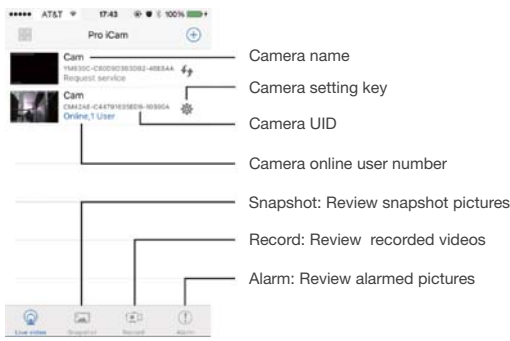 AT&T 17:43 100%
Pro iCam
Cam
Request service
Cam
Online,1 User
Camera name
Camera setting key
Camera UID
Camera online user number
Snapshot: Review snapshot pictures
Record: Review recorded videos
Alarm: Review alarmed pictures
Live video Snapshot Record Alarm